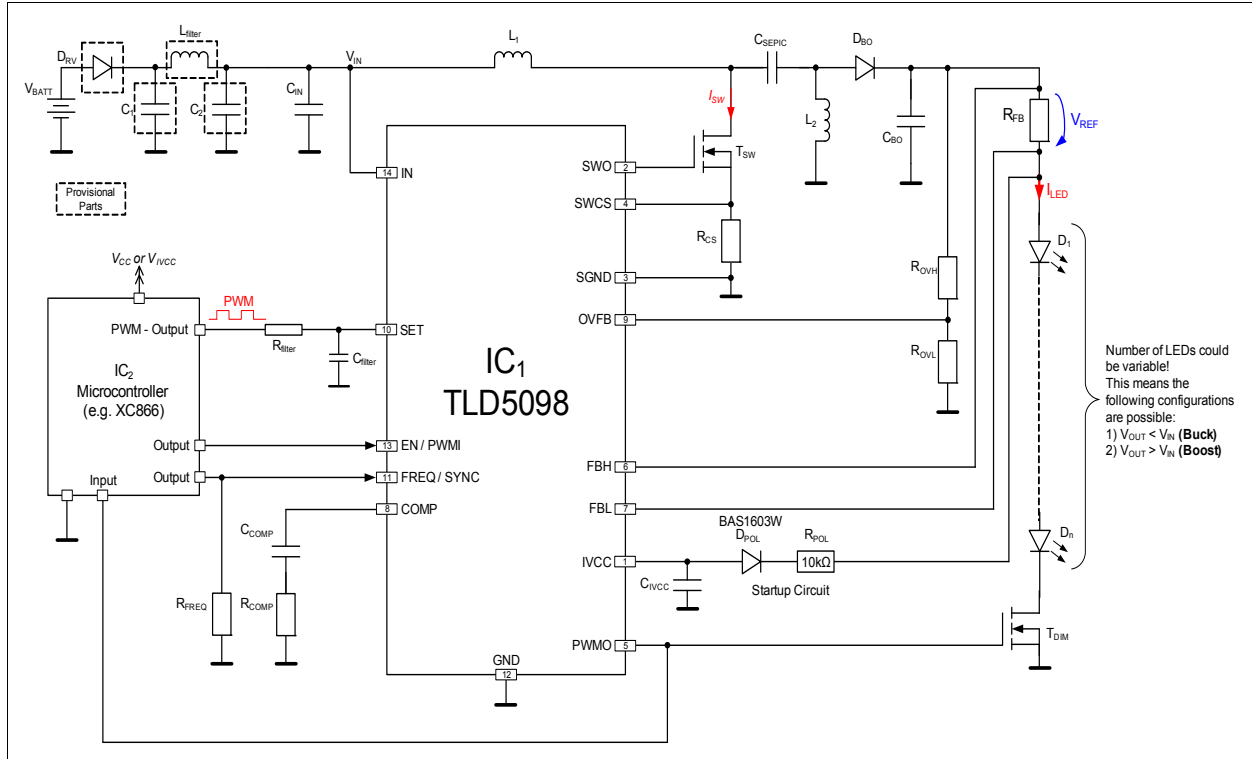 L_filter
D_RV
V_BATT
C_1
C_2
C_IN
V_IN
L_1
C_SEPIC
D_BO
I_SW
L_2
C_BO
R_FB
V_REF
T_SW
I_LED
Provisional
Parts
14 IN
SWO 2
SWCS 4
R_CS
SGND 3
OVFB 9
R_OVH
R_OVL
D_1
V_CC or V_IVCC
PWM
PWM - Output
R_filter
C_filter
10 SET
IC_2
Microcontroller
(e.g. XC866)
IC_1
TLD5098
Number of LEDs could
be variable!
This means the
following configurations
are possible:
1) V_OUT < V_IN (Buck)
2) V_OUT > V_IN (Boost)
Output
13 EN / PWMI
Input
Output
11 FREQ / SYNC
8 COMP
FBH 6
FBL 7
C_COMP
R_FREQ
R_COMP
IVCC 1
C_IVCC
BAS1603W
D_POL
R_POL
10kΩ
Startup Circuit
D_n
PWMO 5
T_DIM
GND
12